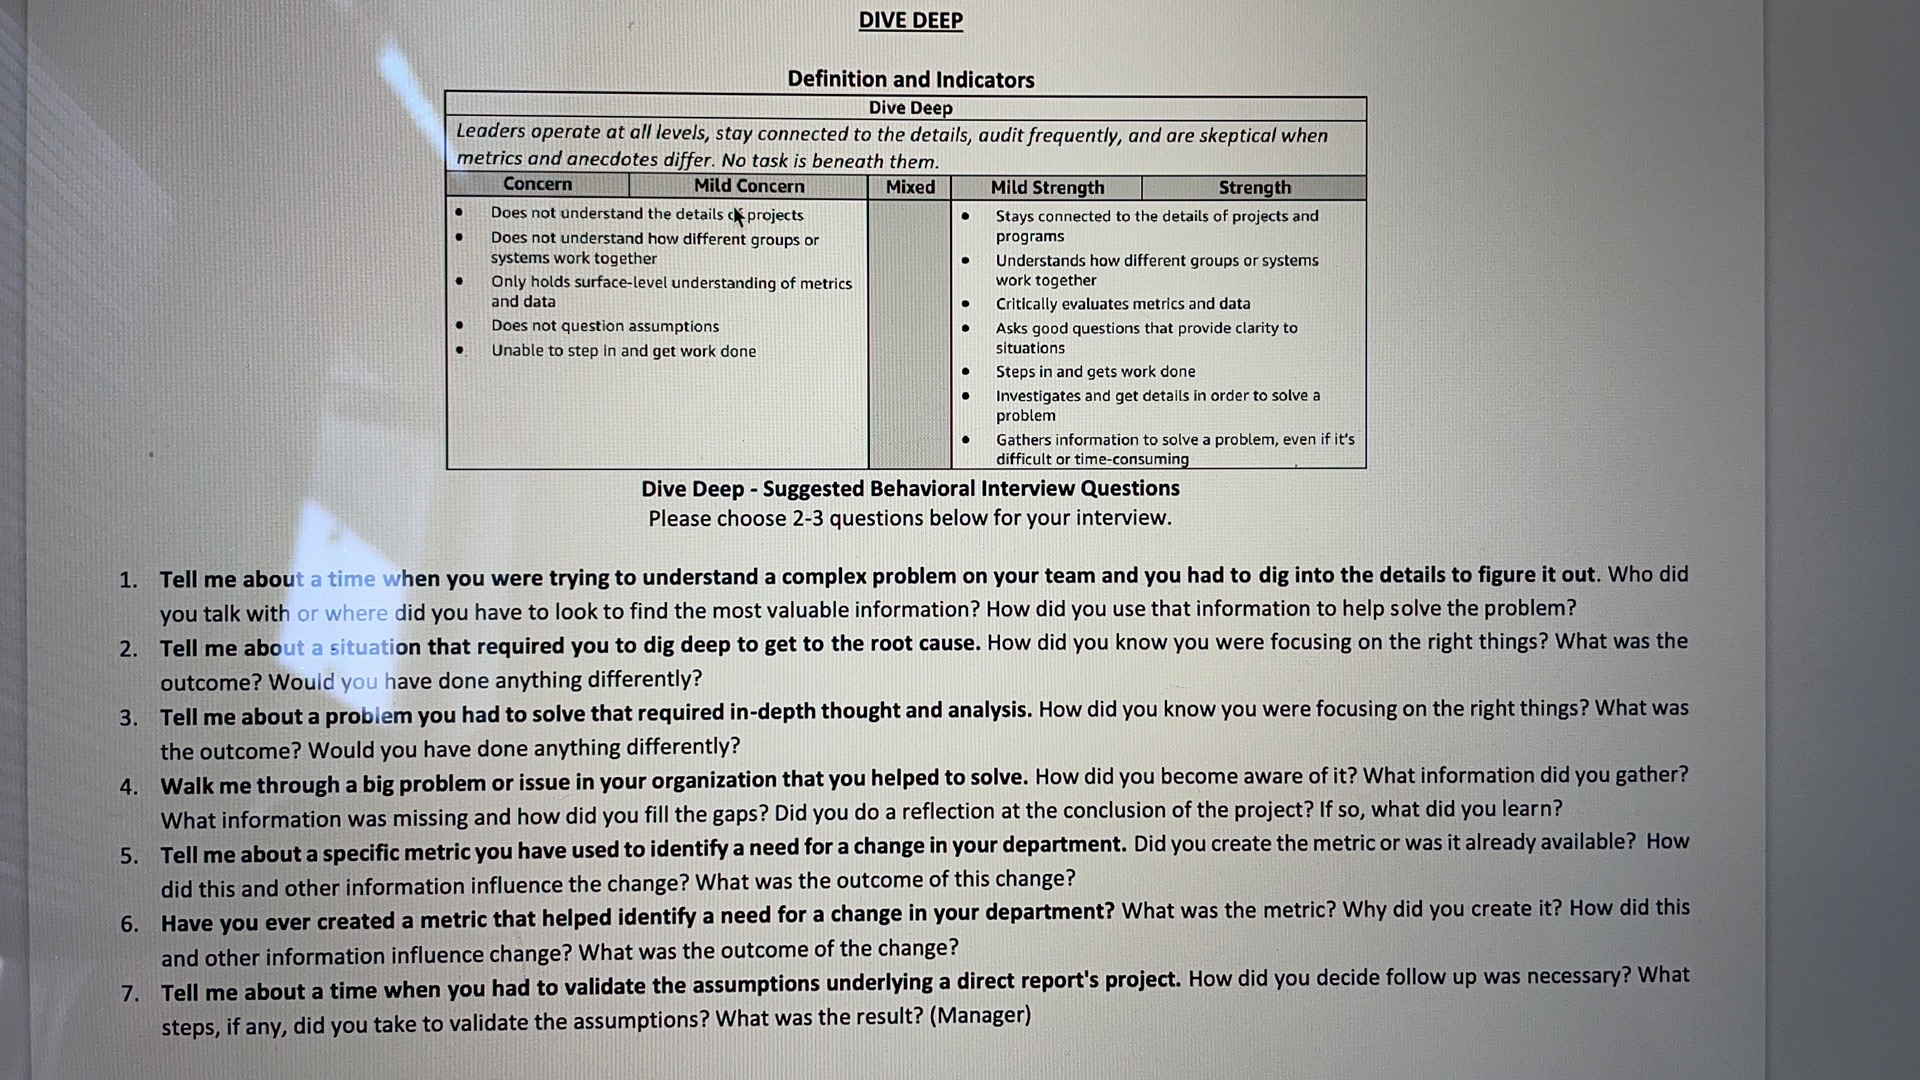 DIVE DEEP
Definition and Indicators
Dive Deep
Leaders operate at all levels, stay connected to the details, audit frequently, and are skeptical when
metrics and anecdotes differ. No task is beneath them.
Concern
Mild Concern
Mixed
Mild Strength
Strength
• Does not understand the details projects
• Does not understand how different groups or
systems work together
• Only holds surface-level understanding of metrics
and data
• Does not question assumptions
• Unable to step in and get work done
• Stays connected to the details of projects and
programs
• Understands how different groups or systems
work together
• Critically evaluates metrics and data
• Asks good questions that provide clarity to
situations
• Steps in and gets work done
• Investigates and get details in order to solve a
problem
• Gathers information to solve a problem, even if it's
difficult or time-consuming
Dive Deep - Suggested Behavioral Interview Questions
Please choose 2-3 questions below for your interview.
1. Tell me about a time when you were trying to understand a complex problem on your team and you had to dig into the details to figure it out. Who did
you talk with or where did you have to look to find the most valuable information? How did you use that information to help solve the problem?
2. Tell me about a situation that required you to dig deep to get to the root cause. How did you know you were focusing on the right things? What was the
outcome? Would you have done anything differently?
3. Tell me about a problem you had to solve that required in-depth thought and analysis. How did you know you were focusing on the right things? What was
the outcome? Would you have done anything differently?
4. Walk me through a big problem or issue in your organization that you helped to solve. How did you become aware of it? What information did you gather?
What information was missing and how did you fill the gaps? Did you do a reflection at the conclusion of the project? If so, what did you learn?
5. Tell me about a specific metric you have used to identify a need for a change in your department. Did you create the metric or was it already available? How
did this and other information influence the change? What was the outcome of this change?
6. Have you ever created a metric that helped identify a need for a change in your department? What was the metric? Why did you create it? How did this
and other information influence change? What was the outcome of the change?
7. Tell me about a time when you had to validate the assumptions underlying a direct report's project. How did you decide follow up was necessary? What
steps, if any, did you take to validate the assumptions? What was the result? (Manager)